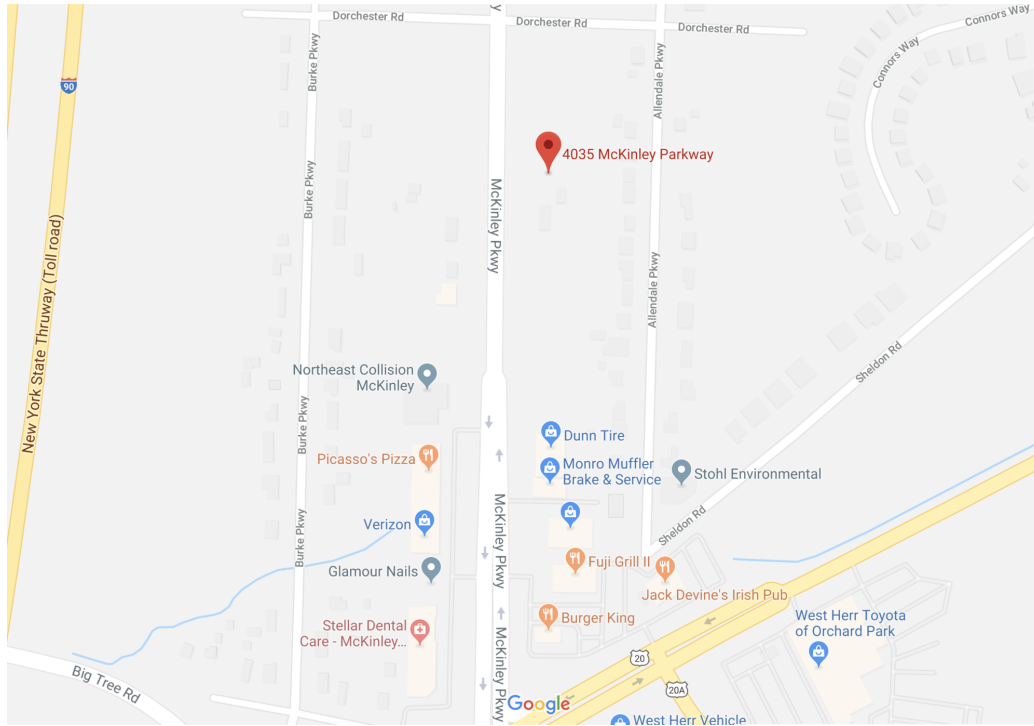 y
Dorchester Rd
Dorchester Rd
Dorchester Rd
Connors Way
Connors Way
Burke Pkwy
Allendale Pkwy
90
4035 McKinley Parkway
Burke Pkwy
McKinley Pkwy
New York State Thruway (Toll road)
Allendale Pkwy
Sheldon Rd
Northeast Collision
McKinley
Burke Pkwy
Dunn Tire
Picasso's Pizza
Monro Muffler
Brake & Service
Stohl Environmental
McKinley Pkwy
Verizon
Burke Pkwy
Sheldon Rd
Fuji Grill II
Glamour Nails
Jack Devine's Irish Pub
Burger King
West Herr Toyota
of Orchard Park
Stellar Dental
Care - McKinley...
McKinley Pkwy
20
Big Tree Rd
20A
Google
West Herr Vehicle